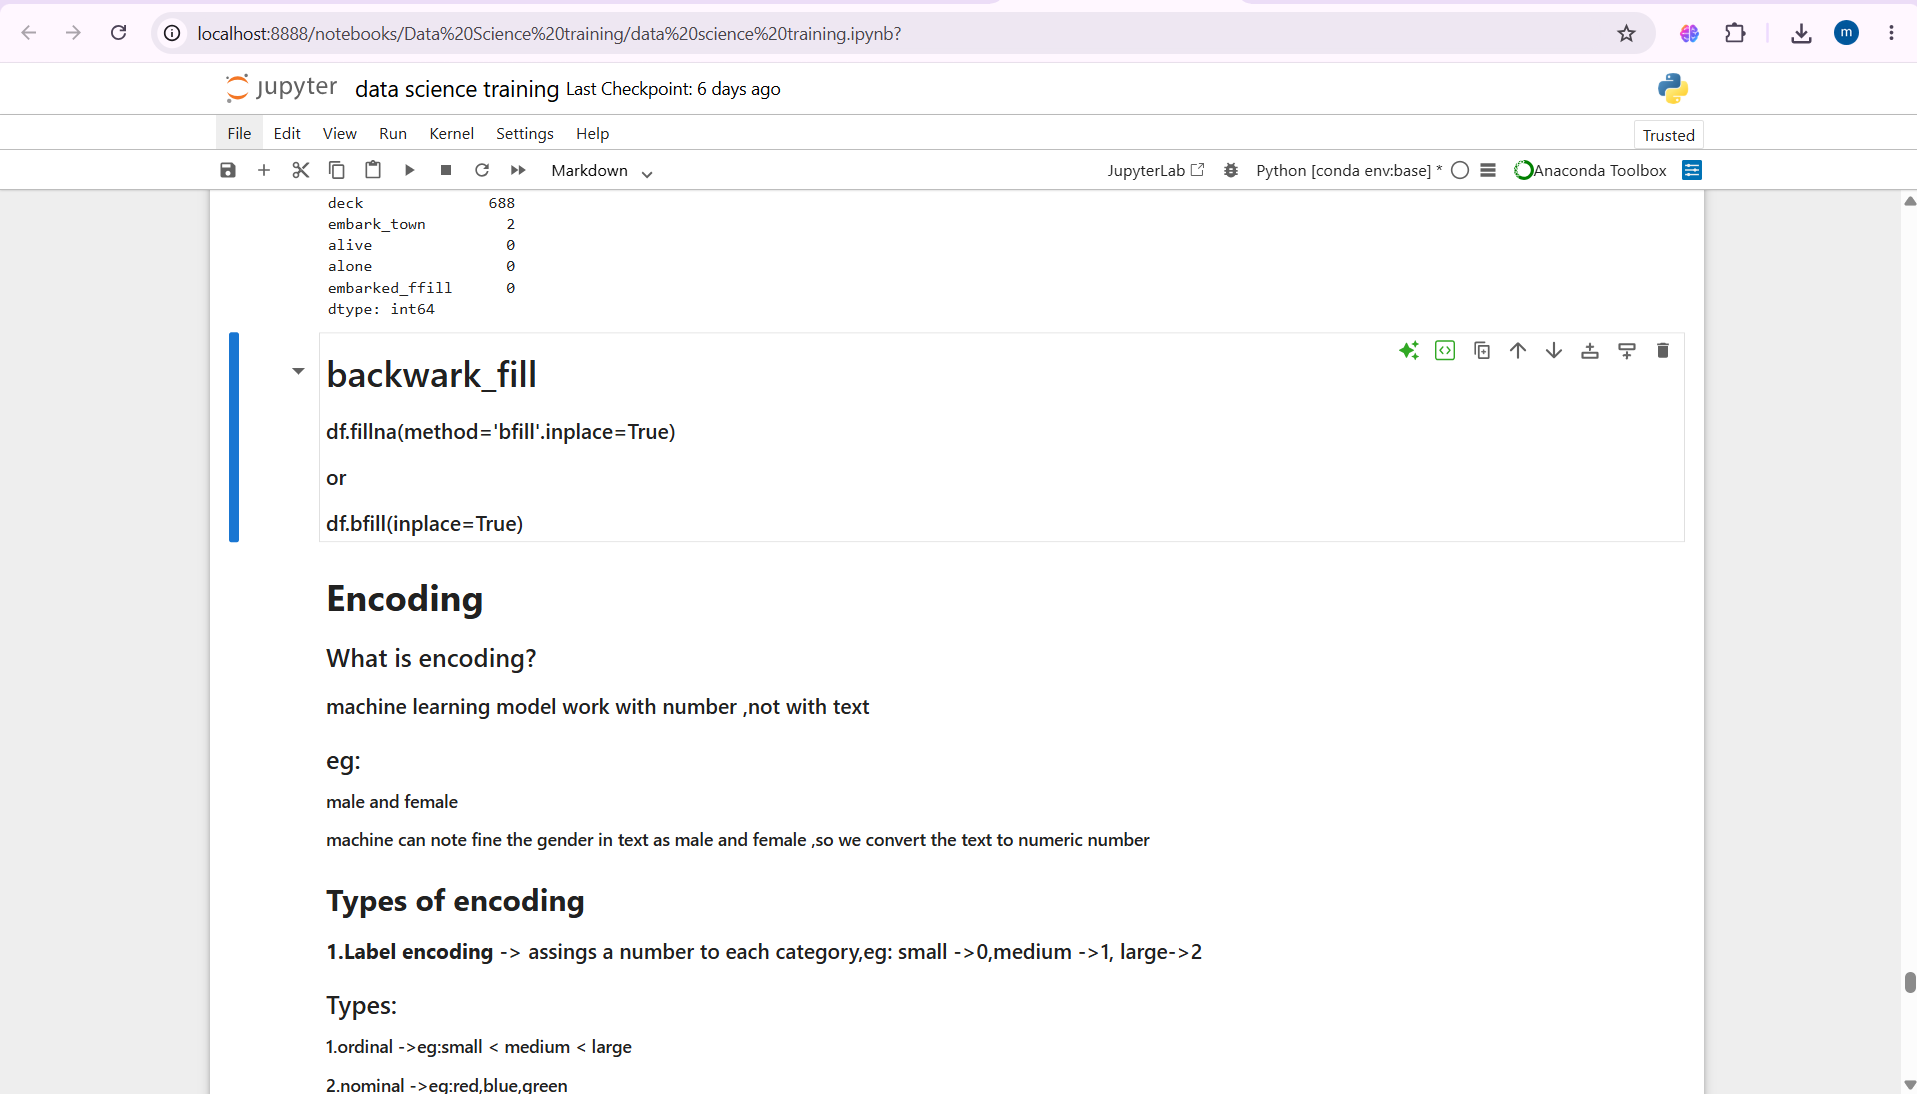 localhost:8888/notebooks/Data%20Science%20training/data%20science%20training.ipynb?
m
jupyter data science training Last Checkpoint: 6 days ago
File Edit View Run Kernel Settings Help
Trusted
Markdown
JupyterLab Python [conda env:base] * Anaconda Toolbox
deck 688
embark_town 2
alive 0
alone 0
embarked_ffill 0
dtype: int64
backwark_fill
df.fillna(method='bfill'.inplace=True)
or
df.bfill(inplace=True)
Encoding
What is encoding?
machine learning model work with number ,not with text
eg:
male and female
machine can note fine the gender in text as male and female ,so we convert the text to numeric number
Types of encoding
1.Label encoding -> assings a number to each category,eg: small ->0,medium ->1, large->2
Types:
1.ordinal ->eg:small < medium < large
2.nominal ->eg:red,blue,green